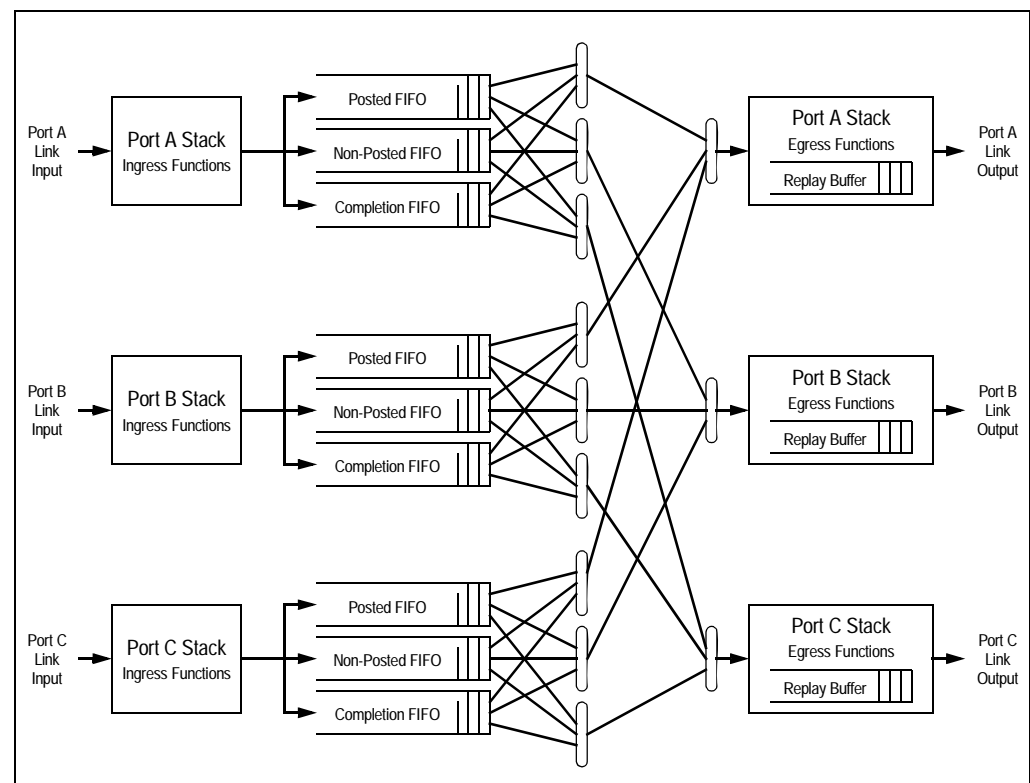 Port A
Link
Input
Port A Stack
Ingress Functions
Posted FIFO
Non-Posted FIFO
Completion FIFO
Port A Stack
Egress Functions
Replay Buffer
Port A
Link
Output
Port B
Link
Input
Port B Stack
Ingress Functions
Posted FIFO
Non-Posted FIFO
Completion FIFO
Port B Stack
Egress Functions
Replay Buffer
Port B
Link
Output
Port C
Link
Input
Port C Stack
Ingress Functions
Posted FIFO
Non-Posted FIFO
Completion FIFO
Port C Stack
Egress Functions
Replay Buffer
Port C
Link
Output